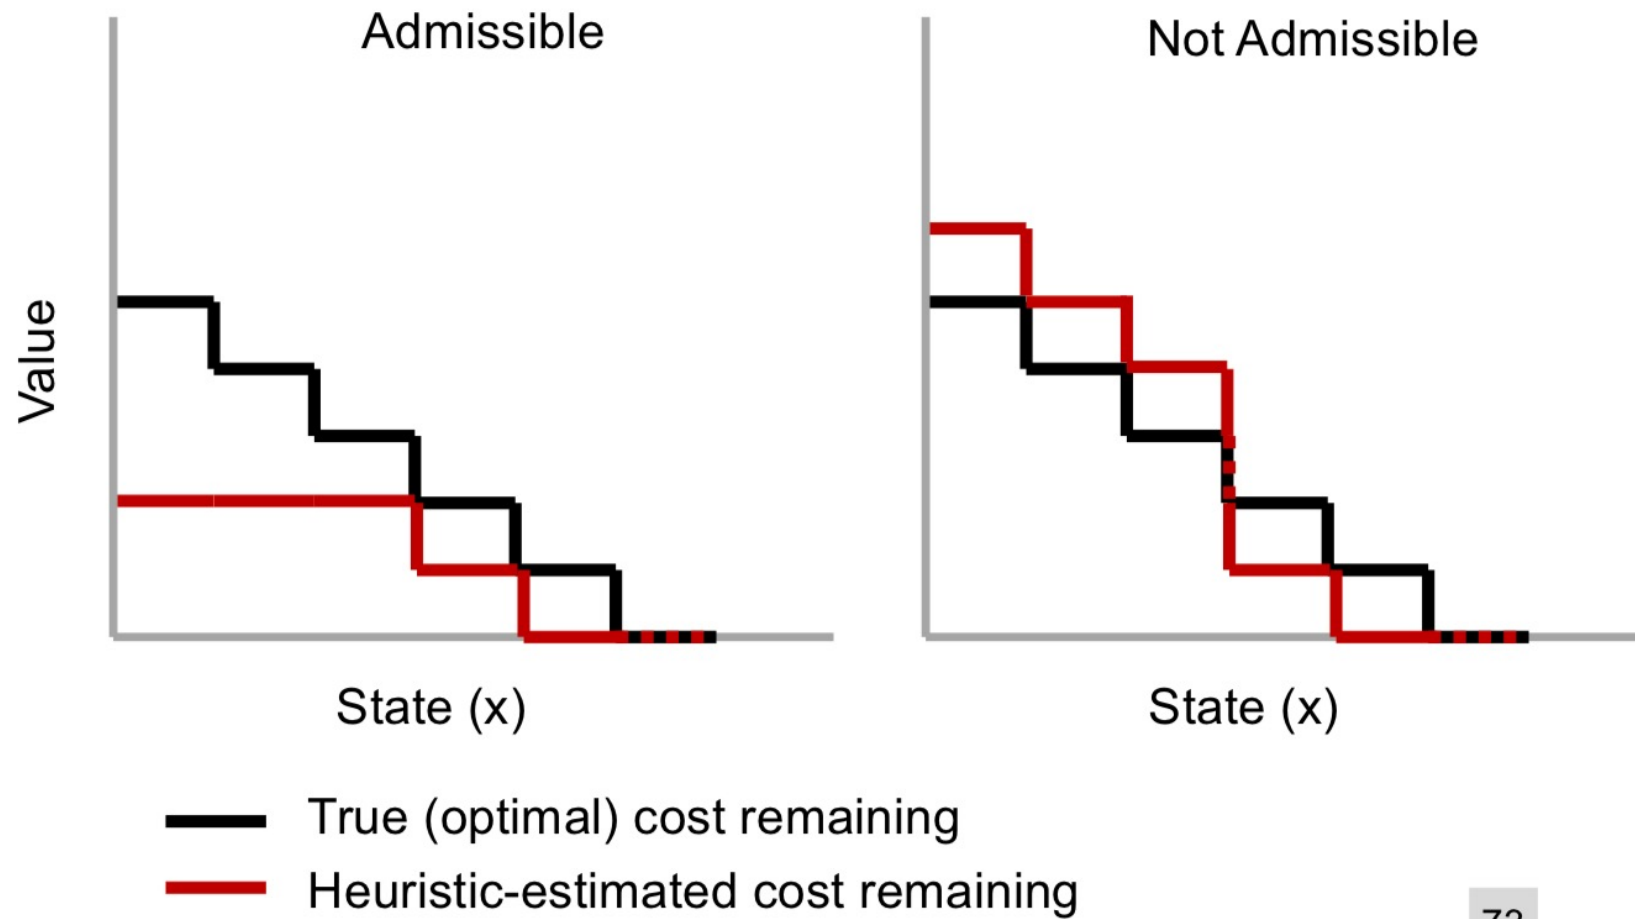 Admissible
Not Admissible
Value
State (x)
State (x)
True (optimal) cost remaining
Heuristic-estimated cost remaining